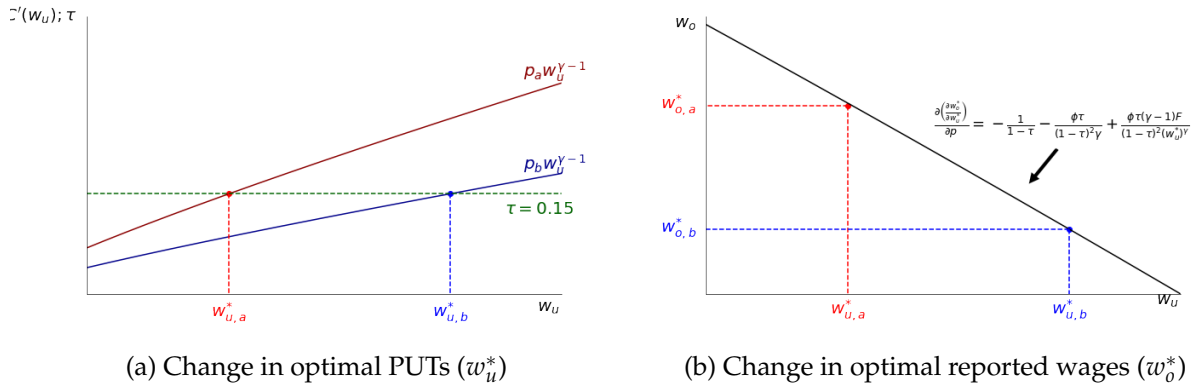 C′(w_u); τ
p_a w_u^{γ−1}
p_b w_u^{γ−1}
τ = 0.15
w*_{u,a}
w*_{u,b}
w_u
(a) Change in optimal PUTs (w*_u)
w_o
w*_{o,a}
∂(∂w*_o/∂w*_u)/∂p = −1/(1−τ) − φτ/((1−τ)²γ) + φτ(γ−1)F/((1−τ)²(w*_u)^γ)
w*_{o,b}
w*_{u,a}
w*_{u,b}
w_u
(b) Change in optimal reported wages (w*_o)